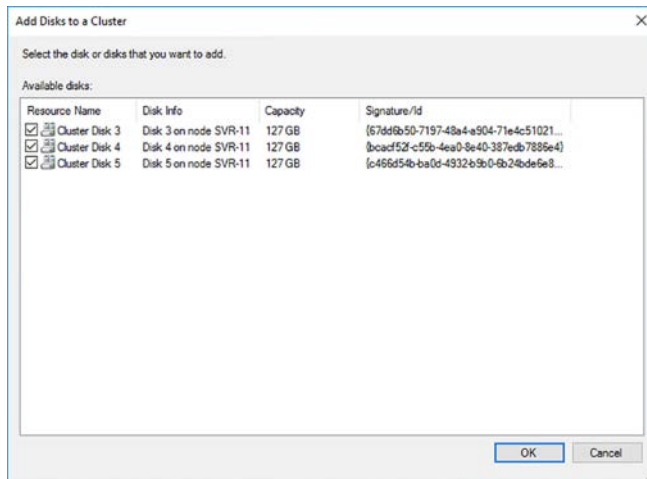 Add Disks to a Cluster
Select the disk or disks that you want to add.
Available disks:
Resource Name Disk Info Capacity Signature/Id
Cluster Disk 3 Disk 3 on node SVR-11 127 GB {67dd6b50-7197-48a4-a904-71e4c51021...
Cluster Disk 4 Disk 4 on node SVR-11 127 GB {bcacf52f-c55b-4ea0-8e40-387edb7886e4}
Cluster Disk 5 Disk 5 on node SVR-11 127 GB {c466d54b-ba0d-4932-b9b0-6b24bde6e8...
OK Cancel